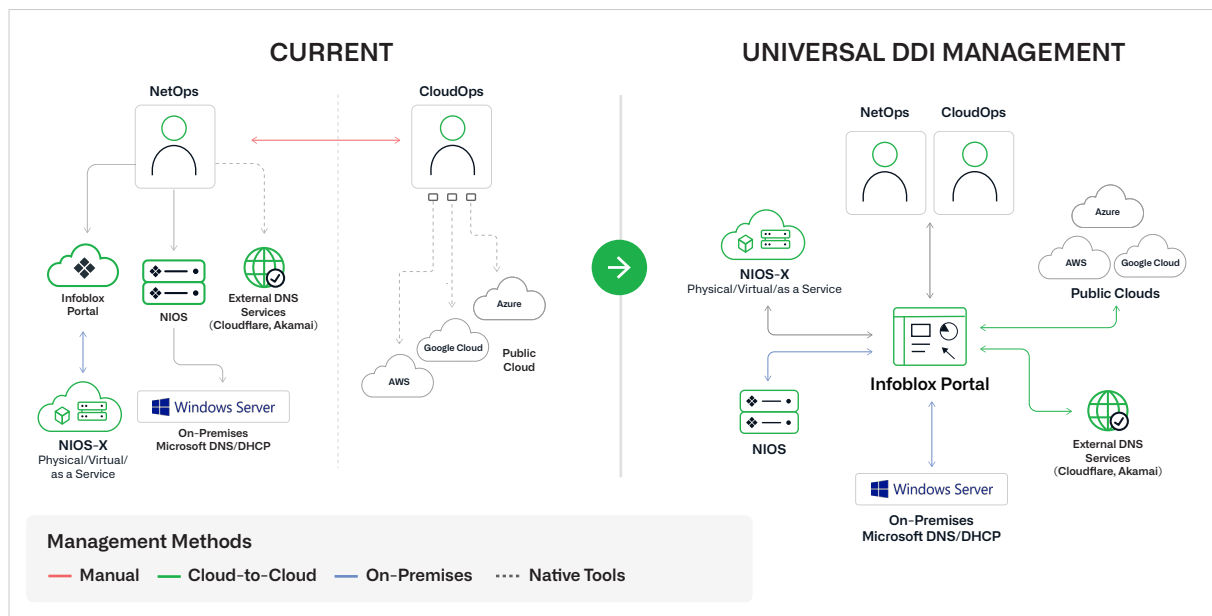 CURRENT
NetOps
CloudOps
Infoblox
Portal
NIOS
External DNS
Services
(Cloudflare, Akamai)
Azure
Google Cloud
AWS
Public
Cloud
NIOS-X
Physical/Virtual/
as a Service
Windows Server
On-Premises
Microsoft DNS/DHCP
UNIVERSAL DDI MANAGEMENT
NetOps
CloudOps
NIOS-X
Physical/Virtual/as a Service
Azure
AWS
Google Cloud
Public Clouds
Infoblox Portal
NIOS
External DNS
Services
(Cloudflare, Akamai)
Windows Server
On-Premises
Microsoft DNS/DHCP
Management Methods
Manual
Cloud-to-Cloud
On-Premises
Native Tools